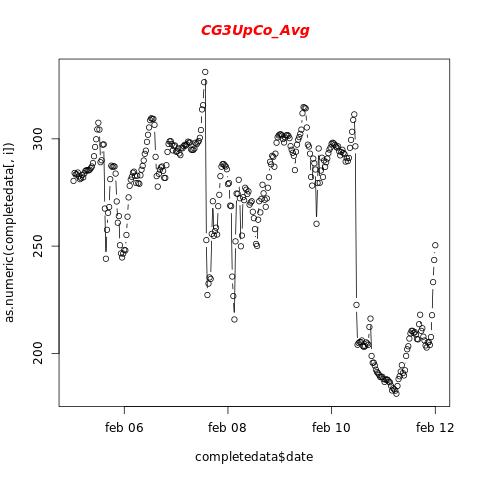 CG3UpCo_Avg
as.numeric(completedata[, i])
300
250
200
feb 06
feb 08
feb 10
feb 12
completedata$date